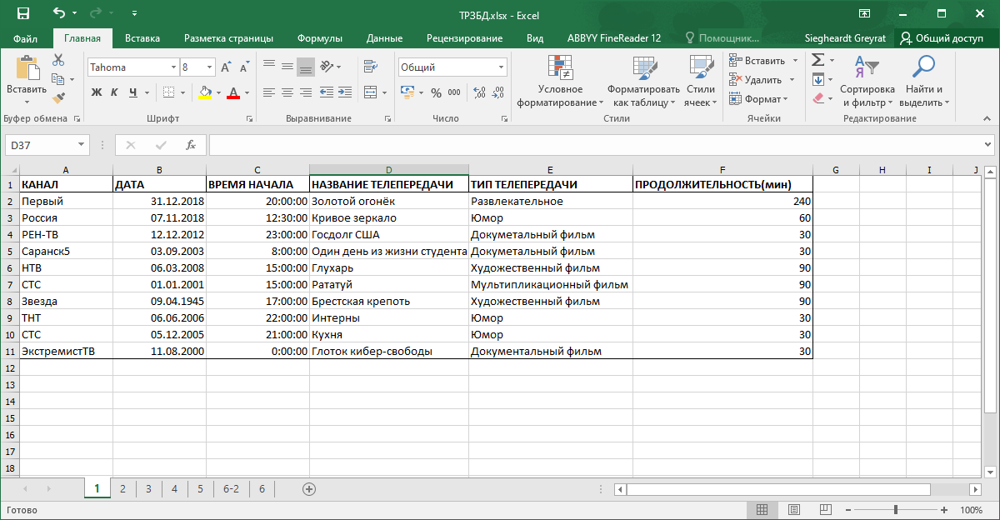 ТРЗБД.xlsx - Excel
Файл Главная Вставка Разметка страницы Формулы Данные Рецензирование Вид ABBYY FineReader 12 Помощник... Siegheardt Greyrat Общий доступ
Вставить
Буфер обмена
Tahoma 8
Ж К Ч А
Шрифт
Выравнивание
Общий
% 000
Число
Условное форматирование
Форматировать как таблицу
Стили ячеек
Стили
Вставить
Удалить
Формат
Ячейки
Сортировка и фильтр
Найти и выделить
Редактирование
D37 fx
A B C D E F G H I J
1 КАНАЛ ДАТА ВРЕМЯ НАЧАЛА НАЗВАНИЕ ТЕЛЕПЕРЕДАЧИ ТИП ТЕЛЕПЕРЕДАЧИ ПРОДОЛЖИТЕЛЬНОСТЬ(мин)
2 Первый 31.12.2018 20:00:00 Золотой огонёк Развлекательное 240
3 Россия 07.11.2018 12:30:00 Кривое зеркало Юмор 60
4 РЕН-ТВ 12.12.2012 23:00:00 Госдолг США Докуметальный фильм 30
5 Саранск5 03.09.2003 8:00:00 Один день из жизни студента Докуметальный фильм 30
6 НТВ 06.03.2008 15:00:00 Глухарь Художественный фильм 90
7 СТС 01.01.2001 15:00:00 Рататуй Мультипликационный фильм 90
8 Звезда 09.04.1945 17:00:00 Брестская крепоть Художественный фильм 90
9 ТНТ 06.06.2006 22:00:00 Интерны Юмор 30
10 СТС 05.12.2005 21:00:00 Кухня Юмор 30
11 ЭкстремистТВ 11.08.2000 0:00:00 Глоток кибер-свободы Документальный фильм 30
12
13
14
15
16
17
18
1 2 3 4 5 6-2 6
Готово 100%